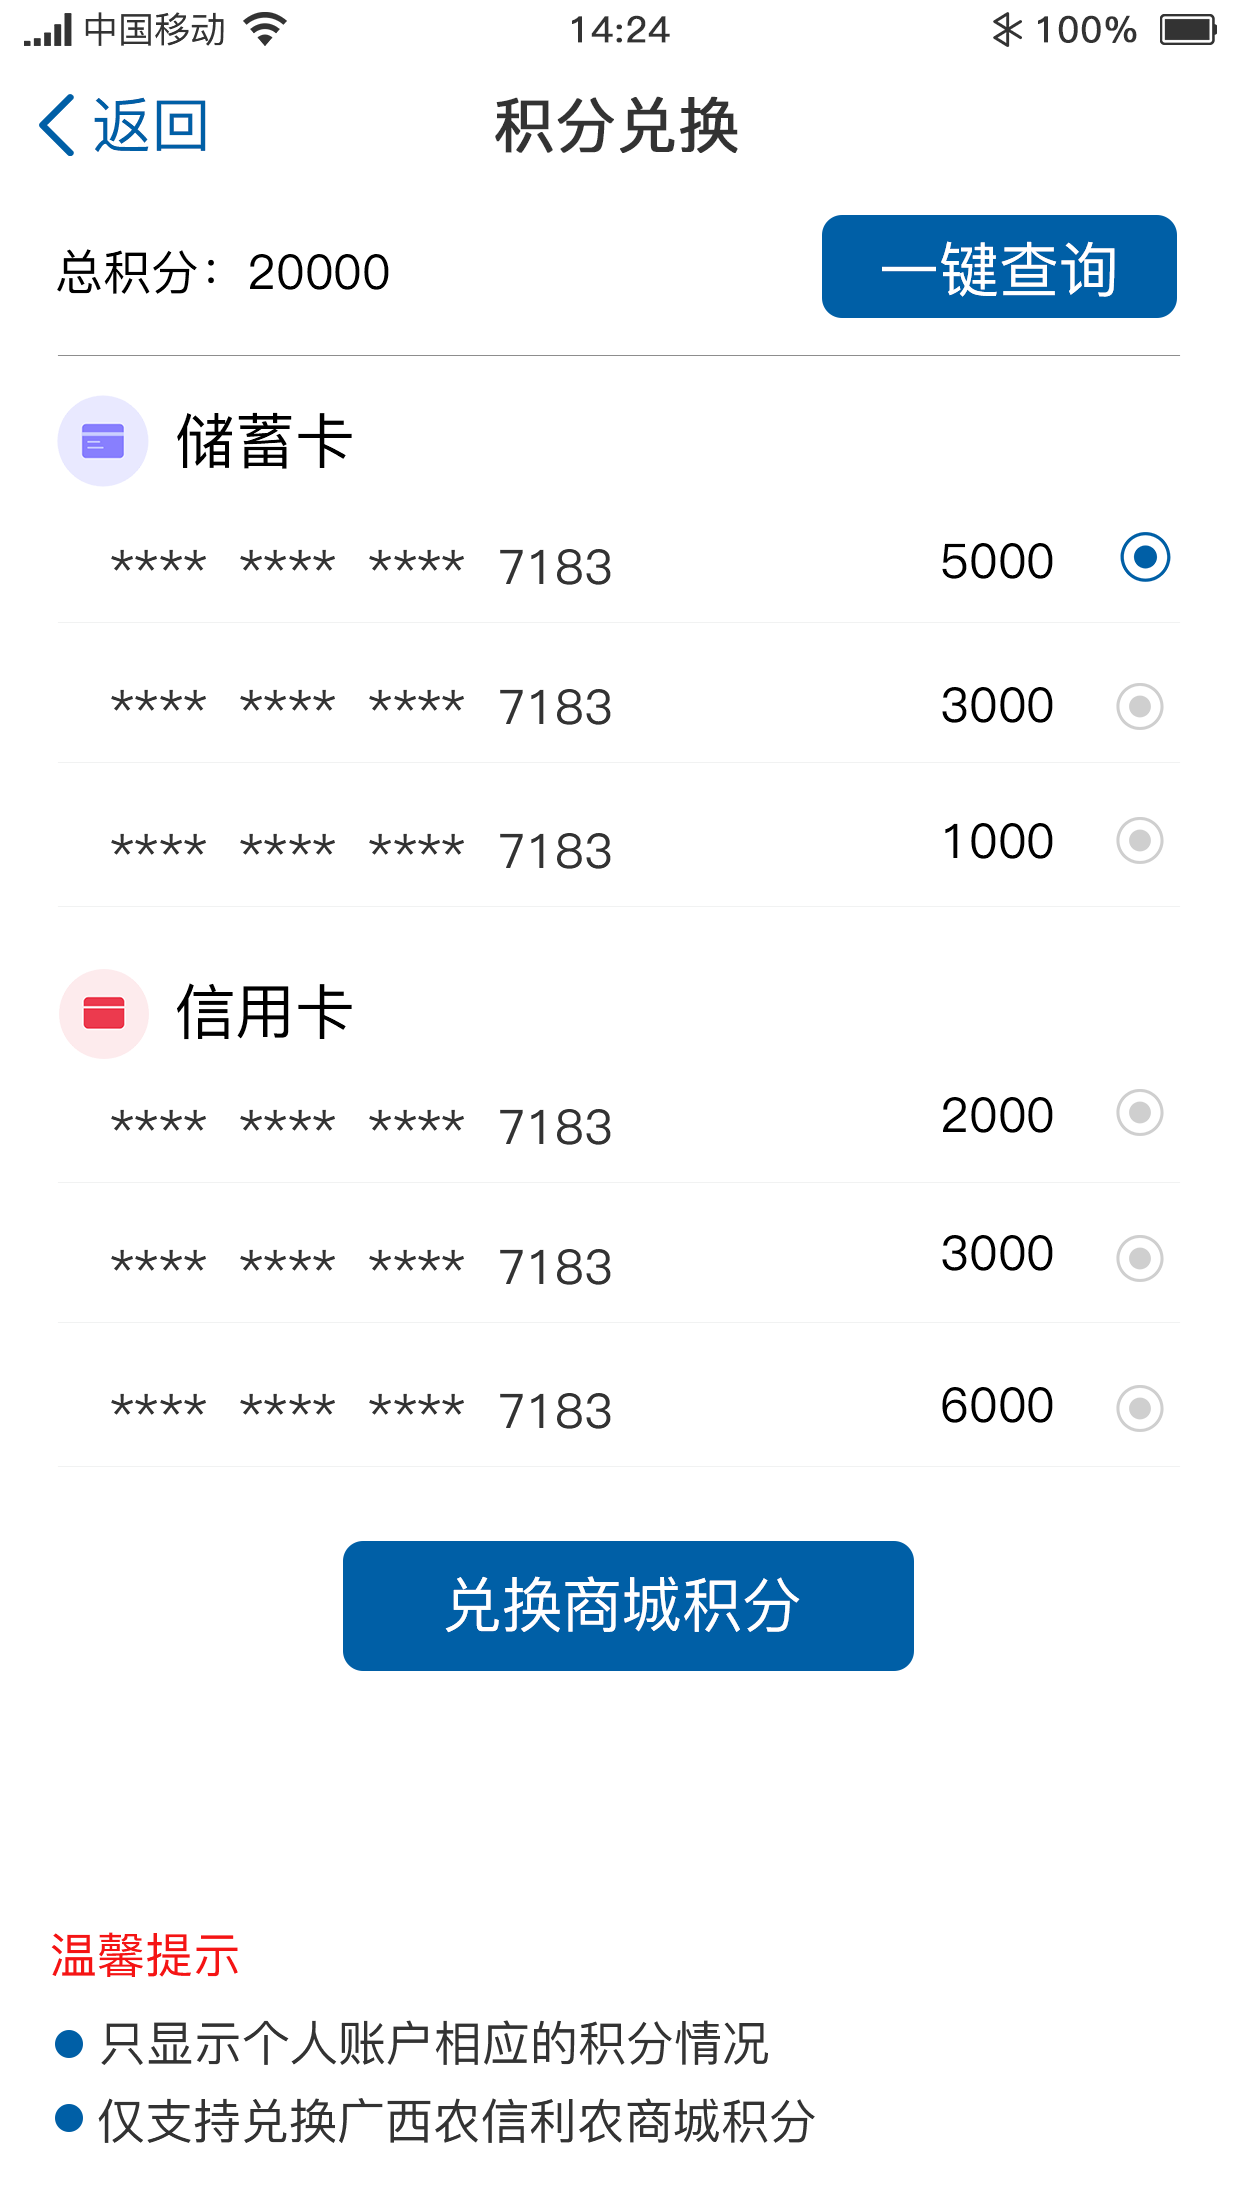 中国移动 14:24 100%
返回 积分兑换
总积分：20000 一键查询
储蓄卡
**** **** **** 7183 5000
**** **** **** 7183 3000
**** **** **** 7183 1000
信用卡
**** **** **** 7183 2000
**** **** **** 7183 3000
**** **** **** 7183 6000
兑换商城积分
温馨提示
只显示个人账户相应的积分情况
仅支持兑换广西农信利农商城积分